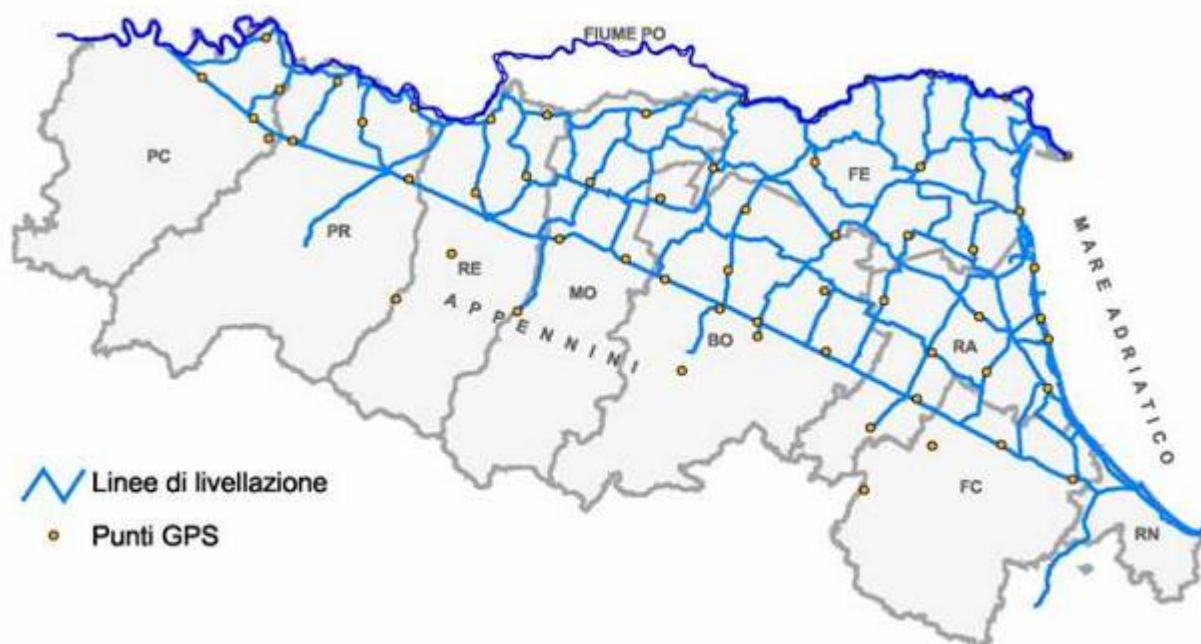 FIUME PO
PC
FE
PR
RE
MO
APPENNINI
BO
RA
MARE ADRIATICO
FC
RN
Linee di livellazione
Punti GPS